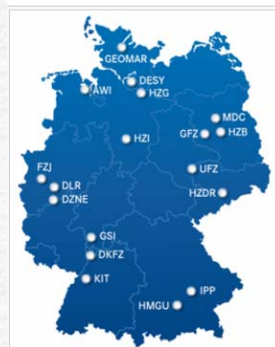 GEOMAR
DESY
AWI
HZG
MDC
GFZ
HZB
HZI
FZJ
UFZ
DLR
HZDR
DZNE
GSI
DKFZ
KIT
IPP
HMGU